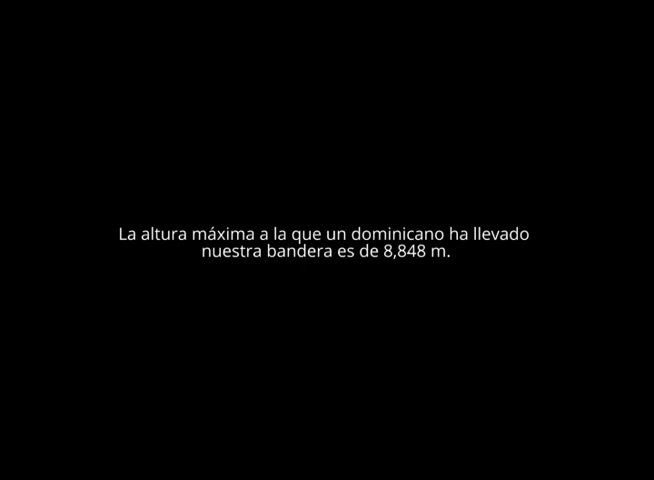 La altura máxima a la que un dominicano ha llevado
nuestra bandera es de 8,848 m.